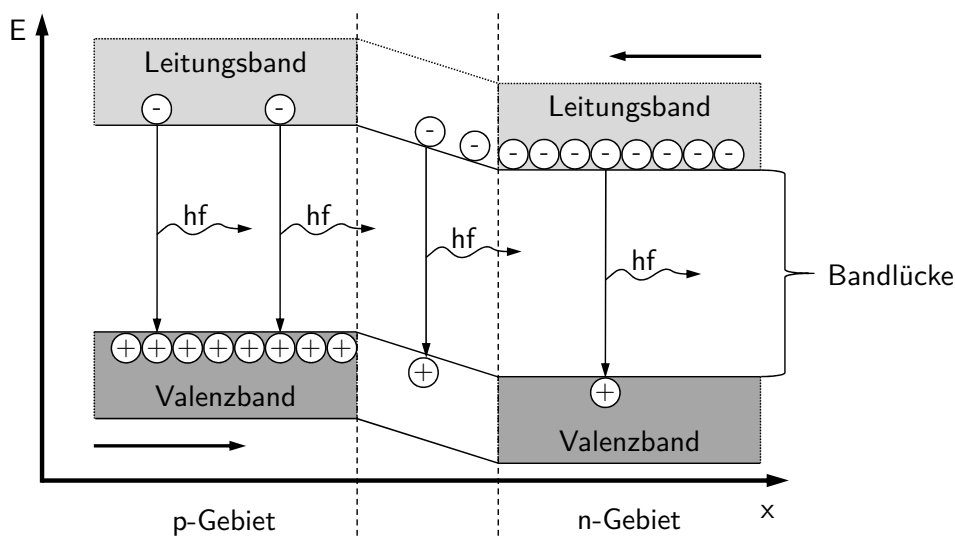 E
Leitungsband
Leitungsband
- -
- -
- - - - - - - -
hf
hf
hf
hf
Bandlücke
+ + + + + + + +
+
+
Valenzband
Valenzband
x
p-Gebiet
n-Gebiet